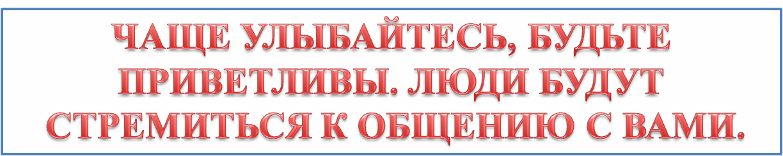 ЧАЩЕ УЛЫБАЙТЕСЬ, БУДЬТЕ
ПРИВЕТЛИВЫ. ЛЮДИ БУДУТ
СТРЕМИТЬСЯ К ОБЩЕНИЮ С ВАМИ.